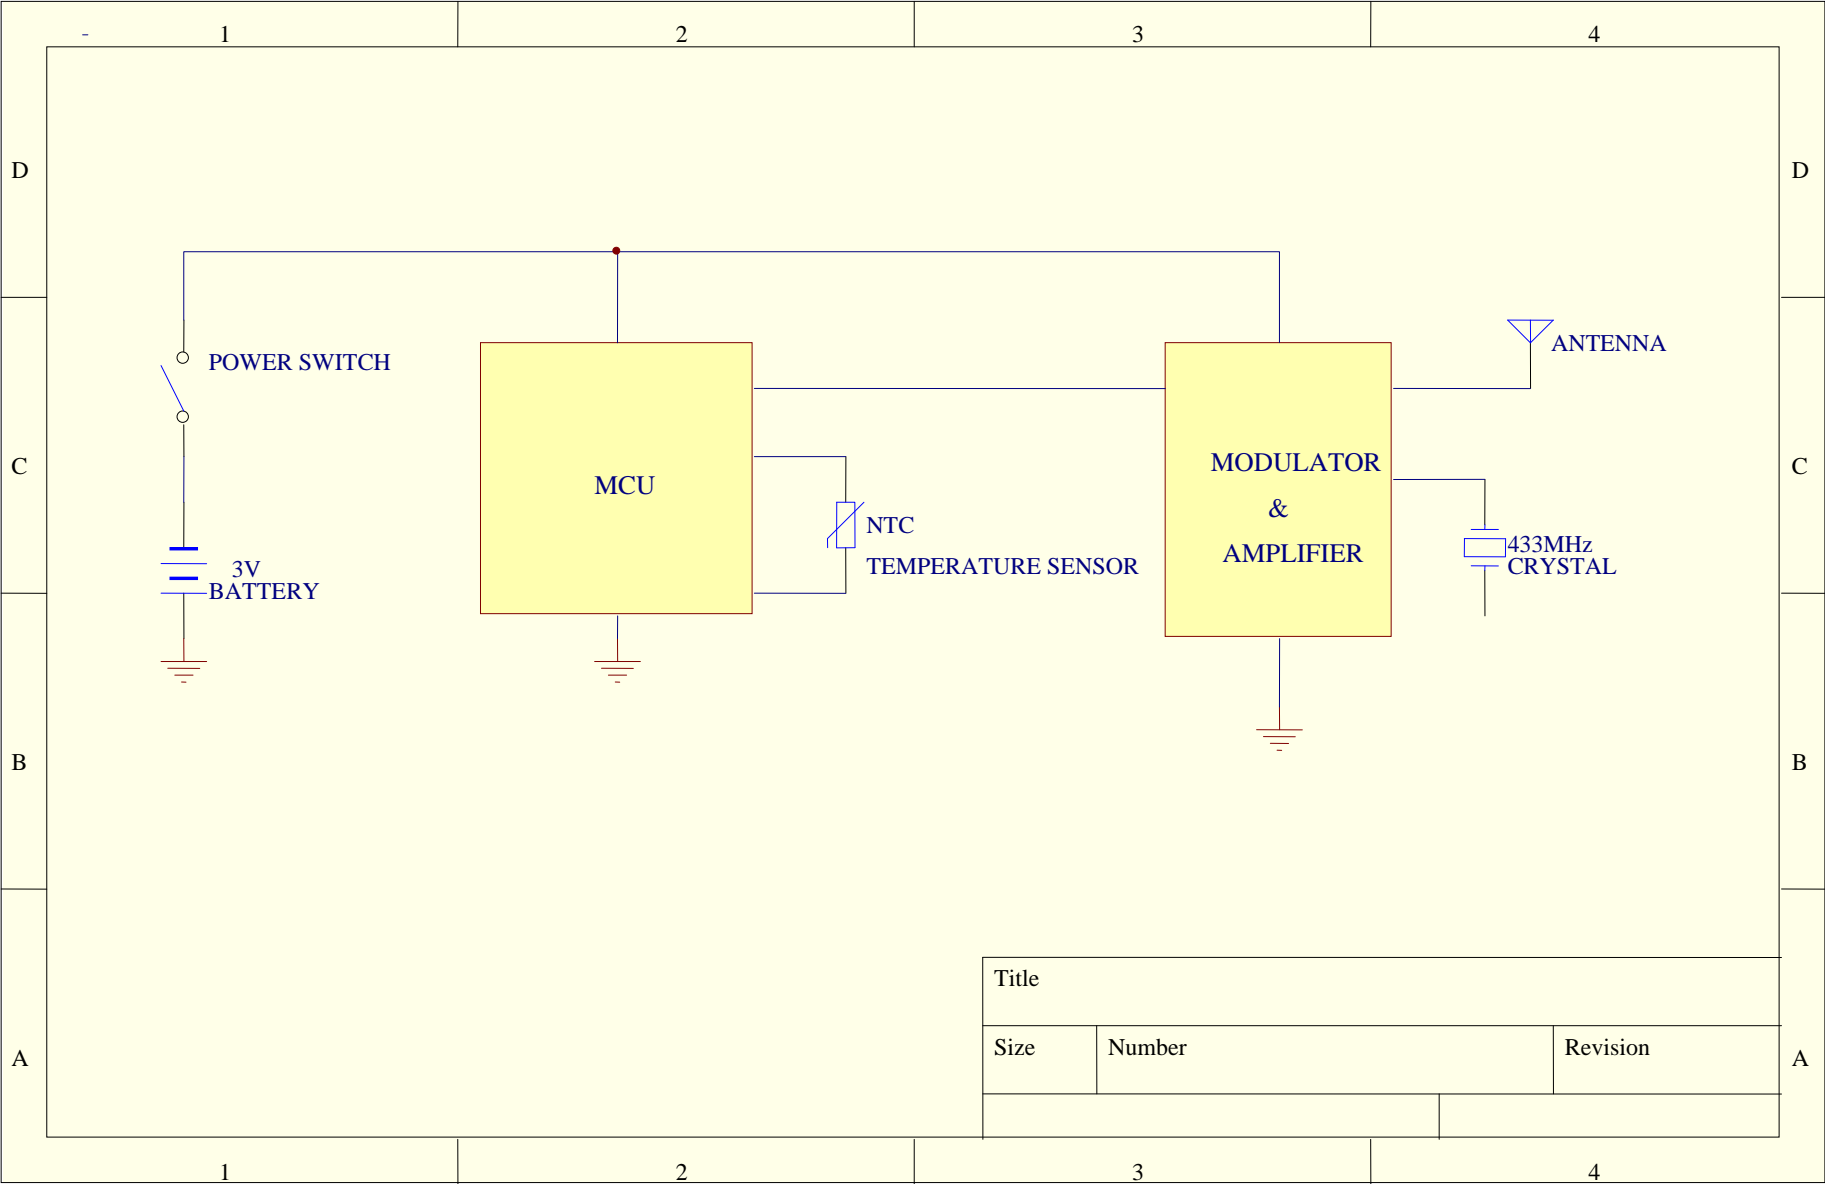 -
1 2 3 4
D D
POWER SWITCH
ANTENNA
MODULATOR
C C
MCU
&
NTC
433MHz
AMPLIFIER
TEMPERATURE SENSOR
CRYSTAL
3V
BATTERY
B B
Title
Size Number Revision
A A
1 2 3 4